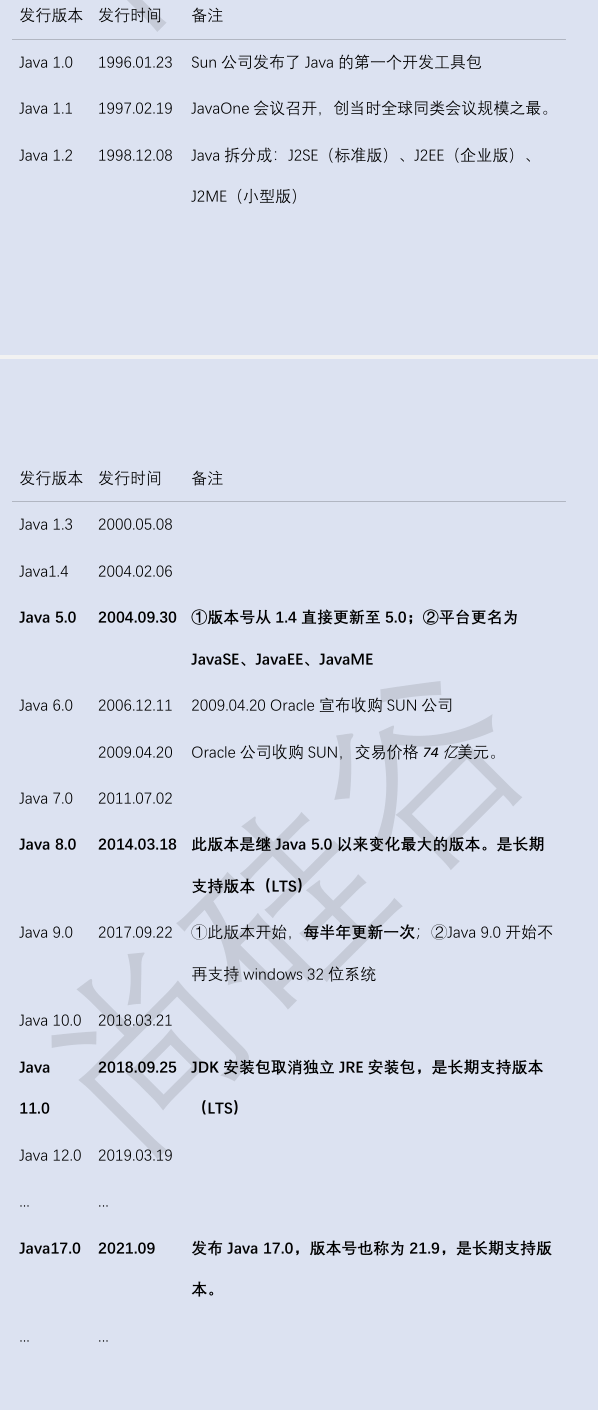 发行版本 发行时间 备注
Java 1.0 1996.01.23 Sun 公司发布了 Java 的第一个开发工具包
Java 1.1 1997.02.19 JavaOne 会议召开，创当时全球同类会议规模之最。
Java 1.2 1998.12.08 Java 拆分成：J2SE（标准版）、J2EE（企业版）、
J2ME（小型版）
发行版本 发行时间 备注
Java 1.3 2000.05.08
Java1.4 2004.02.06
Java 5.0 2004.09.30 ①版本号从 1.4 直接更新至 5.0；②平台更名为
JavaSE、JavaEE、JavaME
Java 6.0 2006.12.11 2009.04.20 Oracle 宣布收购 SUN 公司
2009.04.20 Oracle 公司收购 SUN，交易价格 74 亿美元。
Java 7.0 2011.07.02
Java 8.0 2014.03.18 此版本是继 Java 5.0 以来变化最大的版本。是长期
支持版本（LTS）
Java 9.0 2017.09.22 ①此版本开始，每半年更新一次；②Java 9.0 开始不
再支持 windows 32 位系统
Java 10.0 2018.03.21
Java 2018.09.25 JDK 安装包取消独立 JRE 安装包，是长期支持版本
11.0 （LTS）
Java 12.0 2019.03.19
... ...
Java17.0 2021.09 发布 Java 17.0，版本号也称为 21.9，是长期支持版
本。
... ...
尚硅谷